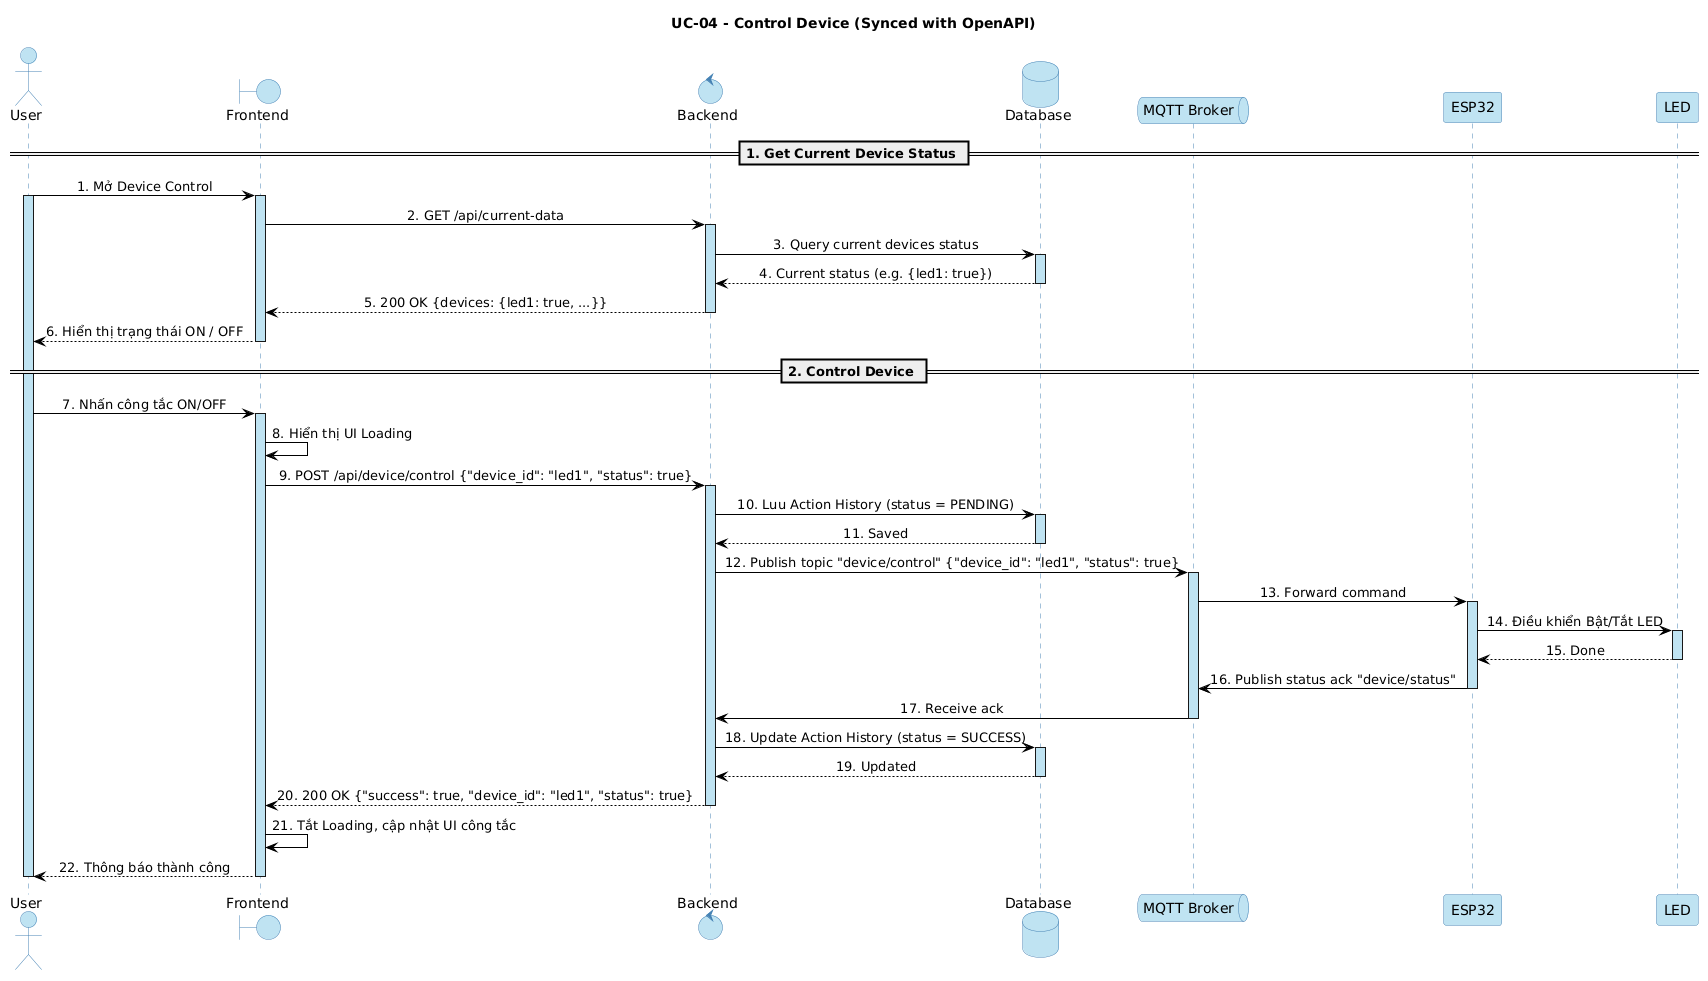 UC-04 - Control Device (Synced with OpenAPI)
User
Frontend
Backend
Database
MQTT Broker
ESP32
LED
1. Get Current Device Status
1. Mở Device Control
2. GET /api/current-data
3. Query current devices status
4. Current status (e.g. {led1: true})
5. 200 OK {devices: {led1: true, ...}}
6. Hiển thị trạng thái ON / OFF
2. Control Device
7. Nhấn công tắc ON/OFF
8. Hiển thị UI Loading
9. POST /api/device/control {"device_id": "led1", "status": true}
10. Luu Action History (status = PENDING)
11. Saved
12. Publish topic "device/control" {"device_id": "led1", "status": true}
13. Forward command
14. Điều khiển Bật/Tắt LED
15. Done
16. Publish status ack "device/status"
17. Receive ack
18. Update Action History (status = SUCCESS)
19. Updated
20. 200 OK {"success": true, "device_id": "led1", "status": true}
21. Tắt Loading, cập nhật UI công tắc
22. Thông báo thành công
User
Frontend
Backend
Database
MQTT Broker
ESP32
LED